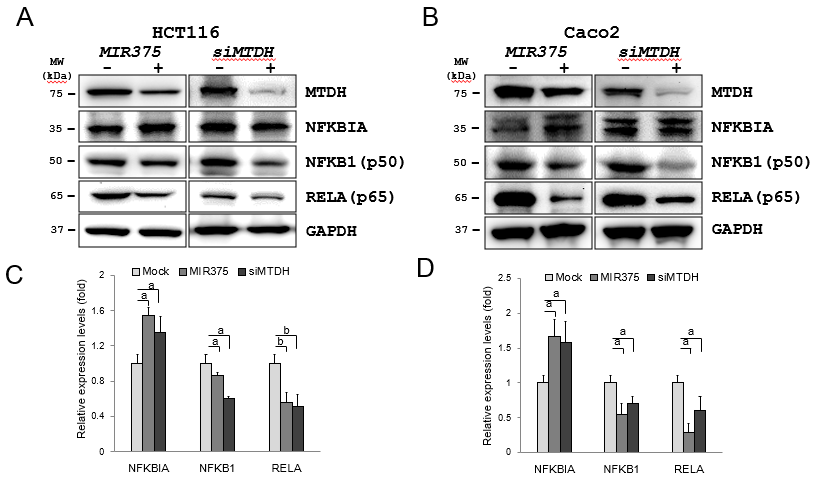 A
HCT116
MIR375 siMTDH
MW
(kDa)
– + – +
75 MTDH
35 NFKBIA
50 NFKB1(p50)
65 RELA(p65)
37 GAPDH
B
Caco2
MIR375 siMTDH
MW
(kDa)
– + – +
75 MTDH
35 NFKBIA
50 NFKB1(p50)
65 RELA(p65)
37 GAPDH
C
Relative expression levels (fold)
2
1.6
1.2
0.8
0.4
0
Mock MIR375 siMTDH
a
a
a
a
b
b
NFKBIA NFKB1 RELA
D
Relative expression levels (fold)
2.5
2
1.5
1
0.5
0
Mock MIR375 siMTDH
a
a
a
a
a
a
NFKBIA NFKB1 RELA